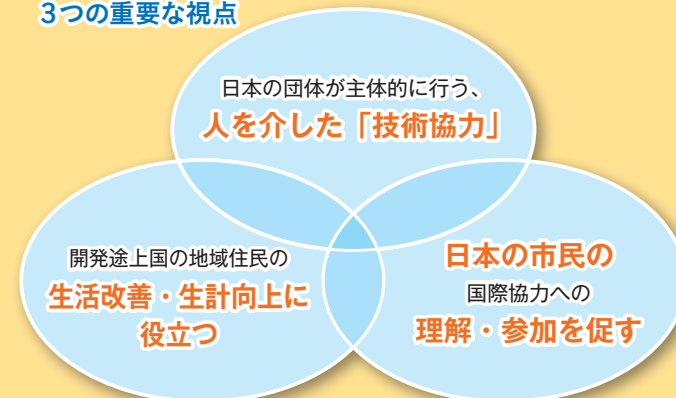 3つの重要な視点
日本の団体が主体的に行う、
人を介した「技術協力」
開発途上国の地域住民の
生活改善・生計向上に
役立つ
日本の市民の
国際協力への
理解・参加を促す